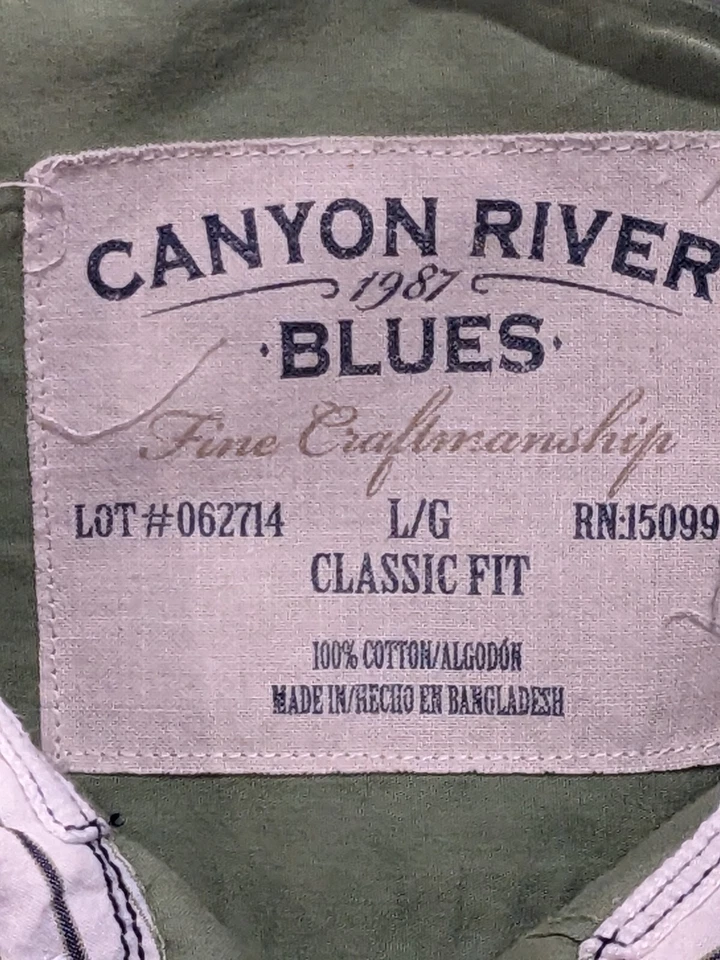 CANYON RIVER
1987
·BLUES·
Fine Craftmanship
LOT #062714 L/G RN:15099
CLASSIC FIT
100% COTTON/ALGODÓN
MADE IN/HECHO EN BANGLADESH